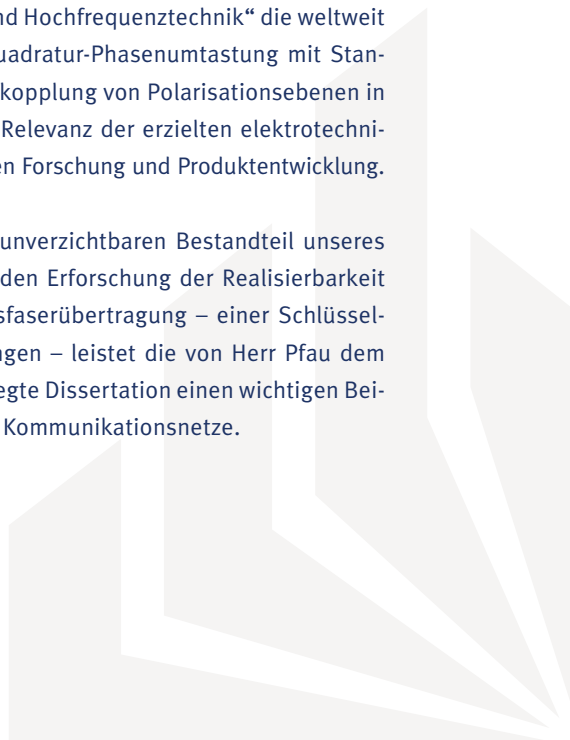 nd Hochfrequenztechnik“ die weltweit
uadratur-Phasenumtastung mit Stan-
kopplung von Polarisationsebenen in
Relevanz der erzielten elektrotechni-
en Forschung und Produktentwicklung.
unverzichtbaren Bestandteil unseres
den Erforschung der Realisierbarkeit
sfaserübertragung – einer Schlüssel-
ngen – leistet die von Herr Pfau dem
egte Dissertation einen wichtigen Bei-
Kommunikationsnetze.